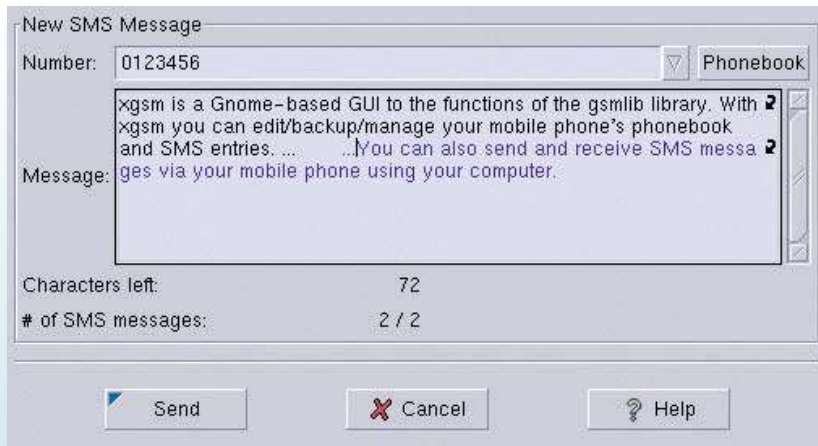 New SMS Message
Number: 0123456 Phonebook
xgsm is a Gnome-based GUI to the functions of the gsmlib library. With
xgsm you can edit/backup/manage your mobile phone's phonebook
and SMS entries. ... ...You can also send and receive SMS messa
Message: ges via your mobile phone using your computer.
Characters left: 72
# of SMS messages: 2 / 2
Send Cancel Help